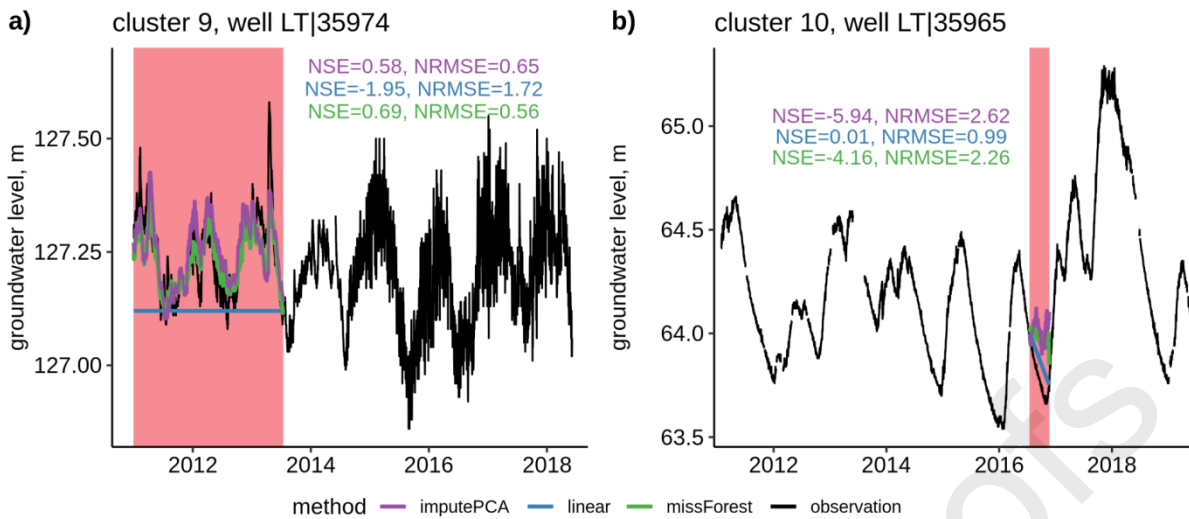 a) cluster 9, well LT|35974
NSE=0.58, NRMSE=0.65
NSE=-1.95, NRMSE=1.72
NSE=0.69, NRMSE=0.56
groundwater level, m
127.50
127.25
127.00
2012 2014 2016 2018
b) cluster 10, well LT|35965
NSE=-5.94, NRMSE=2.62
NSE=0.01, NRMSE=0.99
NSE=-4.16, NRMSE=2.26
groundwater level, m
65.0
64.5
64.0
63.5
2012 2014 2016 2018
method imputePCA linear missForest observation
ofs